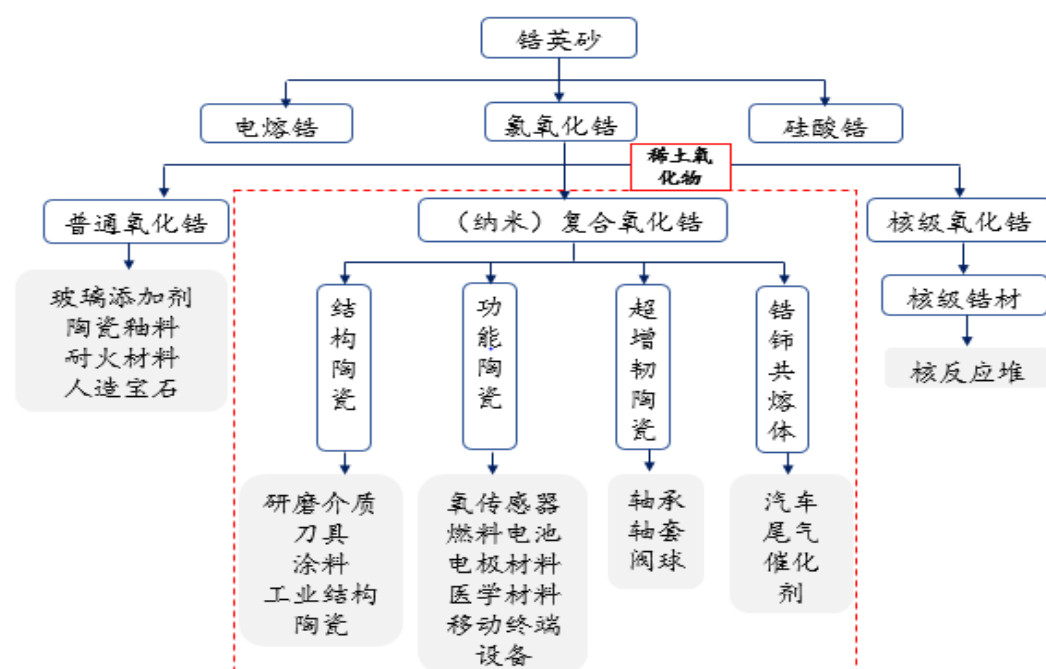 锆英砂
电熔锆
氯氧化锆
硅酸锆
稀土氧
化物
普通氧化锆
（纳米）复合氧化锆
核级氧化锆
玻璃添加剂
陶瓷釉料
耐火材料
人造宝石
结构陶瓷
功能陶瓷
超增韧陶瓷
锆铈共熔体
核级锆材
核反应堆
研磨介质
刀具
涂料
工业结构
陶瓷
氧传感器
燃料电池
电极材料
医学材料
移动终端
设备
轴承
轴套
阀球
汽车
尾气
催化
剂